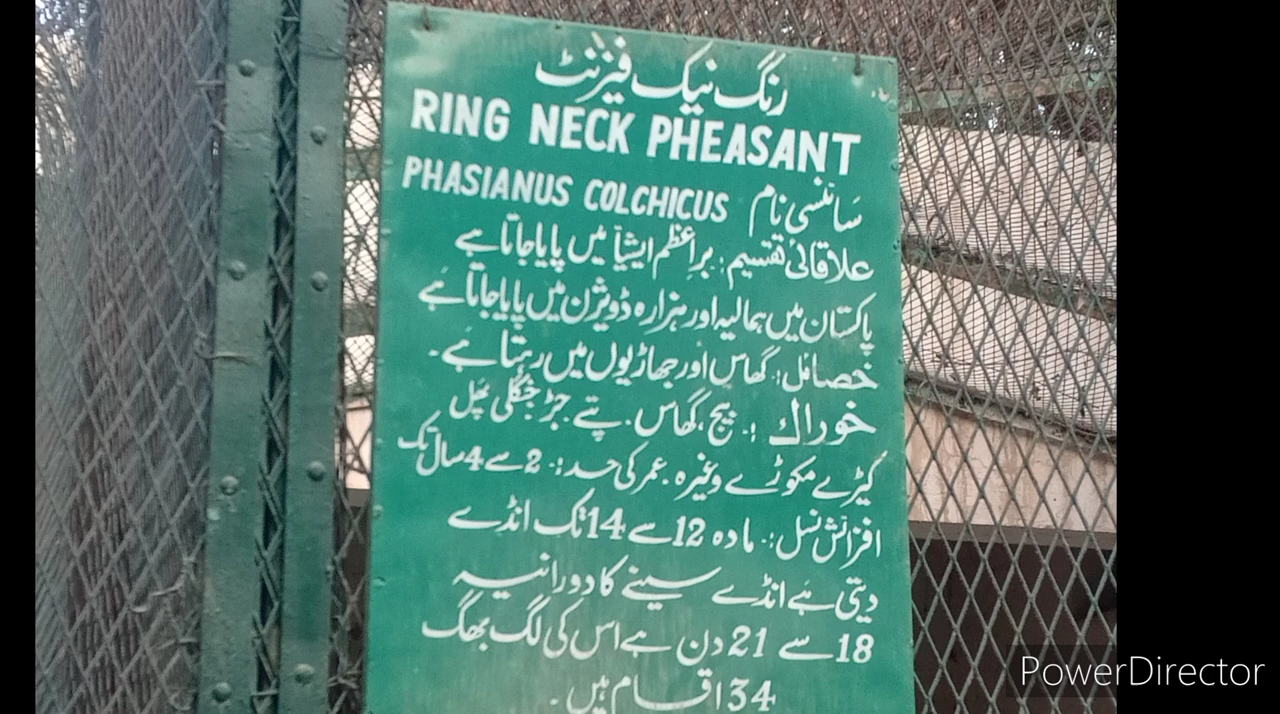 رنگ نیک فیزنٹ
RING NECK PHEASANT
PHASIANUS COLCHICUS سائنسی نام
علاقائی تقسیم: براعظم ایشیا میں پایا جاتا ہے
پاکستان میں ہمالیہ اور ہزارہ ڈویژن میں پایا جاتا ہے
خصائل:۔ گھاس اور جھاڑیوں میں رہتا ہے۔
خوراک :۔ بیج، گھاس۔ پتے جڑ جنگلی پھل
کیڑے مکوڑے وغیرہ۔ عمر کی حد:۔ 2 سے 4 سال تک
افزائش نسل:۔ مادہ 12 سے 14 تک انڈے
دیتی ہے انڈے سینے کا دورانیہ
18 سے 21 دن ہے اس کی لگ بھگ
34 اقسام ہیں۔
PowerDirector